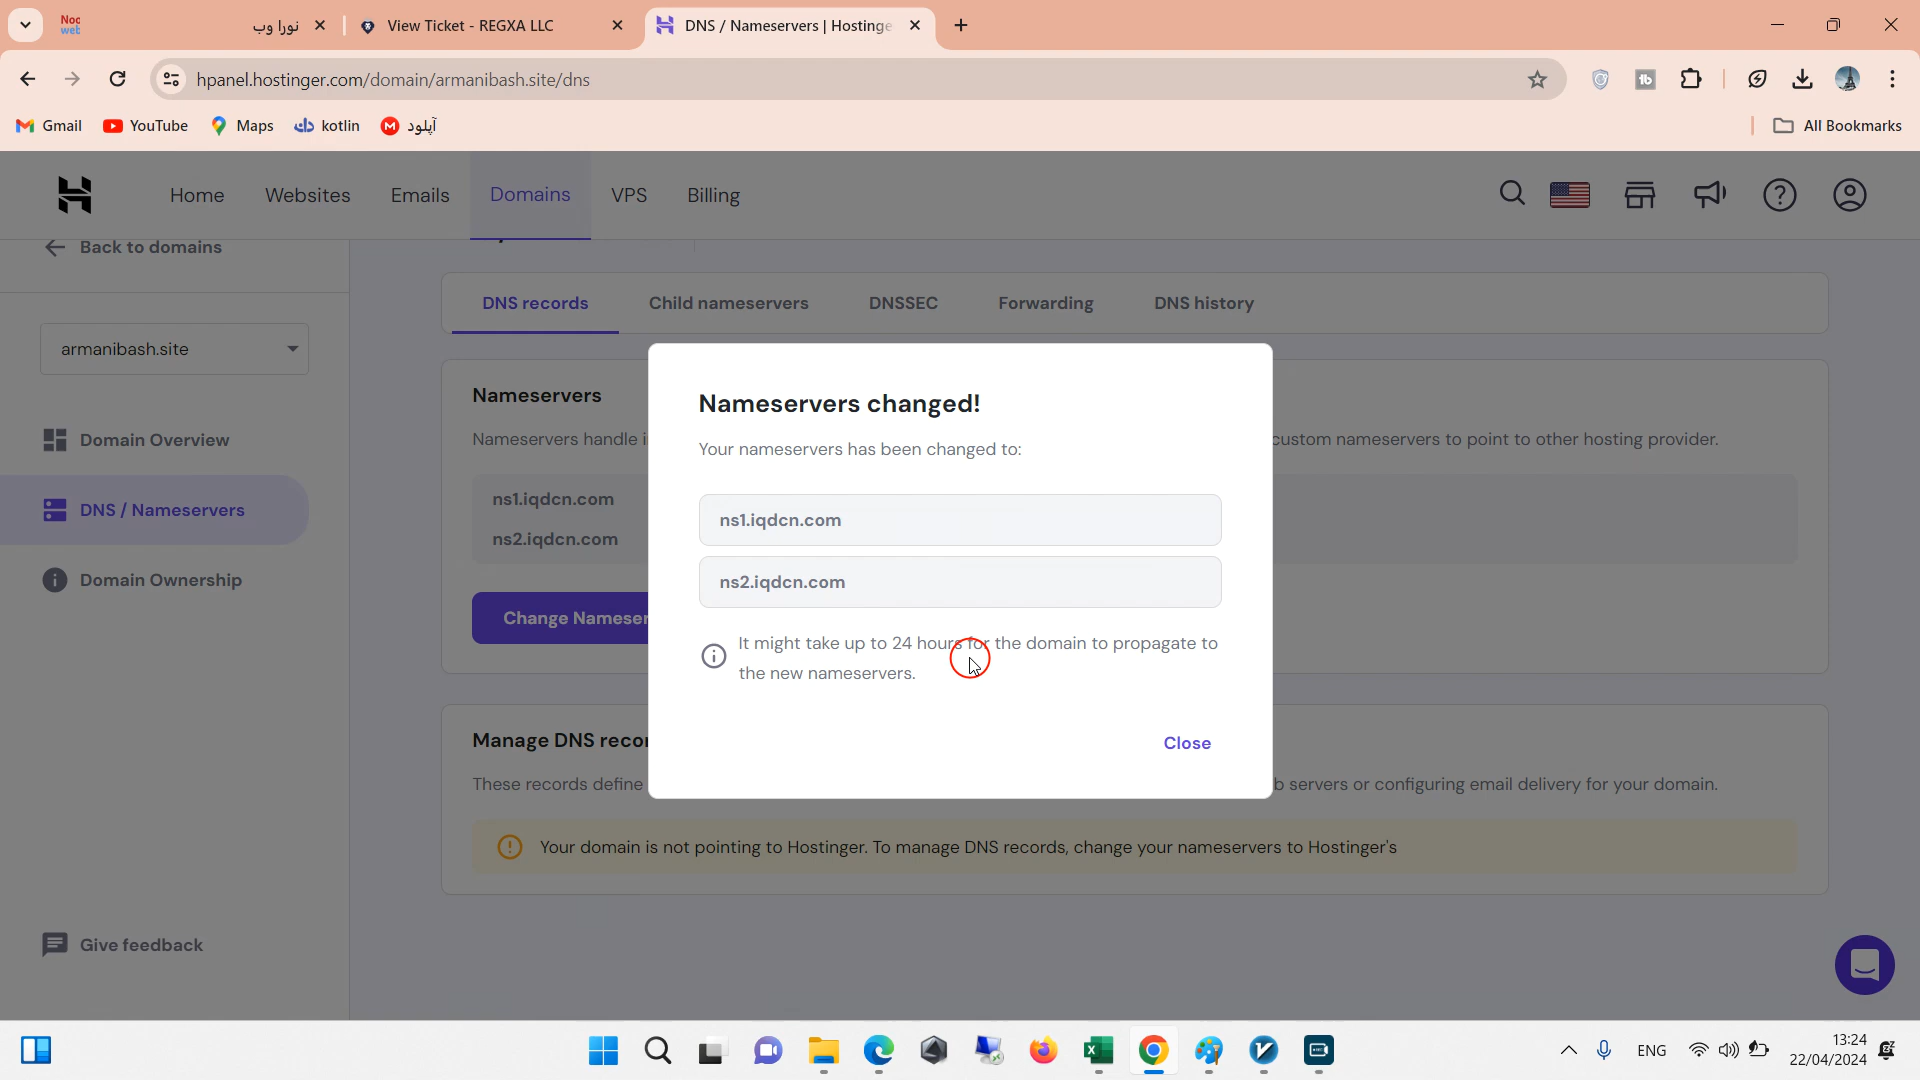 Noc
web
نورا وب
View Ticket - REGXA LLC
DNS / Nameservers | Hostinge
hpanel.hostinger.com/domain/armanibash.site/dns
Gmail
YouTube
Maps
kotlin
آپلود
All Bookmarks
Home
Websites
Emails
Domains
VPS
Billing
Back to domains
DNS records
Child nameservers
DNSSEC
Forwarding
DNS history
armanibash.site
Domain Overview
DNS / Nameservers
Domain Ownership
Give feedback
Nameservers
Nameservers handle
custom nameservers to point to other hosting provider.
ns1.iqdcn.com
ns2.iqdcn.com
Change Nameser
Nameservers changed!
Your nameservers has been changed to:
ns1.iqdcn.com
ns2.iqdcn.com
It might take up to 24 hours for the domain to propagate to
the new nameservers.
Close
Manage DNS recor
These records define
b servers or configuring email delivery for your domain.
Your domain is not pointing to Hostinger. To manage DNS records, change your nameservers to Hostinger's
ENG
13:24
22/04/2024